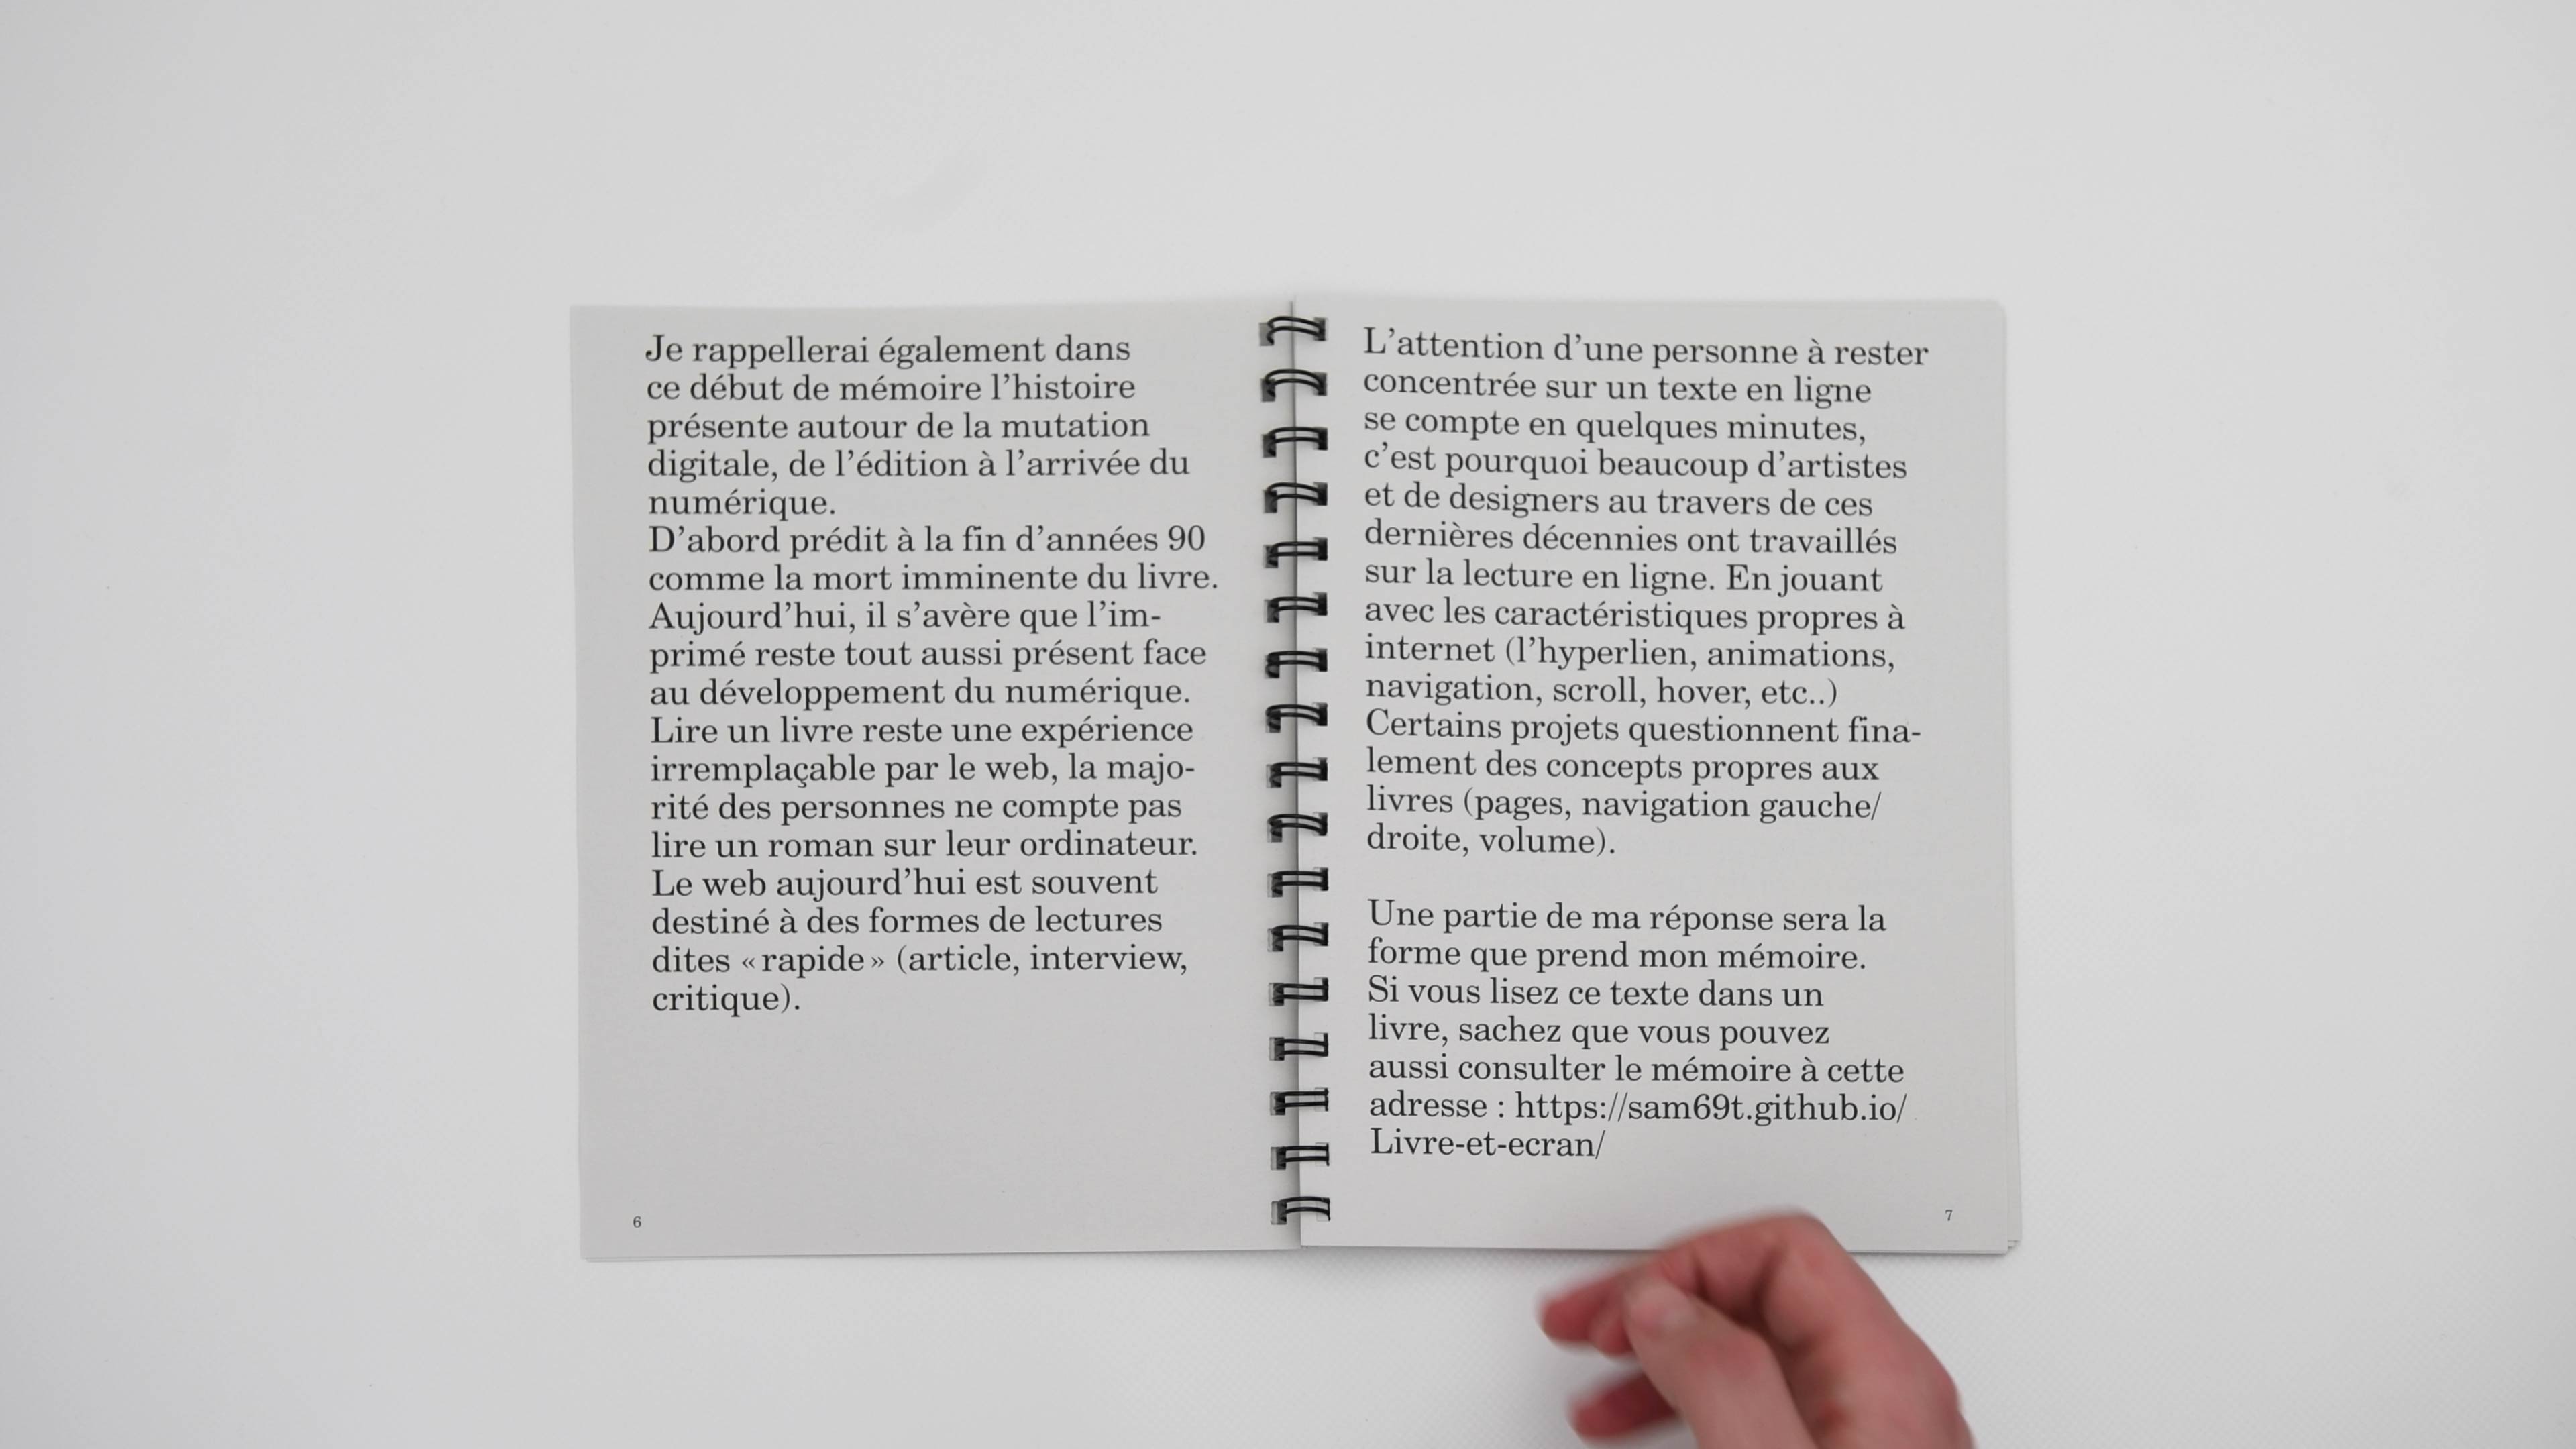 Je rappellerai également dans
ce début de mémoire l’histoire
présente autour de la mutation
digitale, de l’édition à l’arrivée du
numérique.
D’abord prédit à la fin d’années 90
comme la mort imminente du livre.
Aujourd’hui, il s’avère que l’im-
primé reste tout aussi présent face
au développement du numérique.
Lire un livre reste une expérience
irremplaçable par le web, la majo-
rité des personnes ne compte pas
lire un roman sur leur ordinateur.
Le web aujourd’hui est souvent
destiné à des formes de lectures
dites « rapide » (article, interview,
critique).
6
L’attention d’une personne à rester
concentrée sur un texte en ligne
se compte en quelques minutes,
c’est pourquoi beaucoup d’artistes
et de designers au travers de ces
dernières décennies ont travaillés
sur la lecture en ligne. En jouant
avec les caractéristiques propres à
internet (l’hyperlien, animations,
navigation, scroll, hover, etc..)
Certains projets questionnent fina-
lement des concepts propres aux
livres (pages, navigation gauche/
droite, volume).
Une partie de ma réponse sera la
forme que prend mon mémoire.
Si vous lisez ce texte dans un
livre, sachez que vous pouvez
aussi consulter le mémoire à cette
adresse : https://sam69t.github.io/
Livre-et-ecran/
7